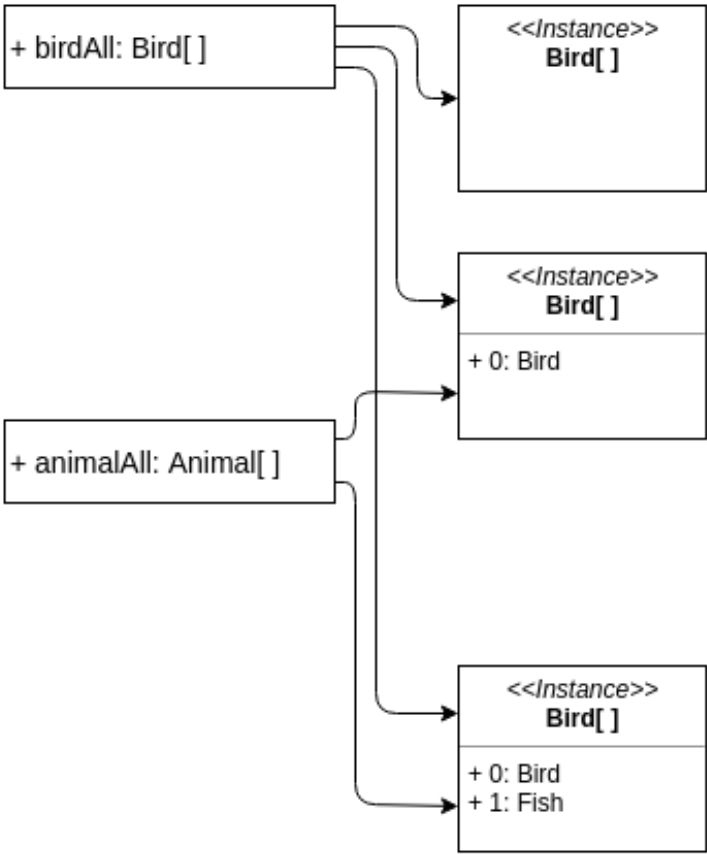 + birdAll: Bird[ ]
<<Instance>>
Bird[ ]
<<Instance>>
Bird[ ]
+ 0: Bird
+ animalAll: Animal[ ]
<<Instance>>
Bird[ ]
+ 0: Bird
+ 1: Fish